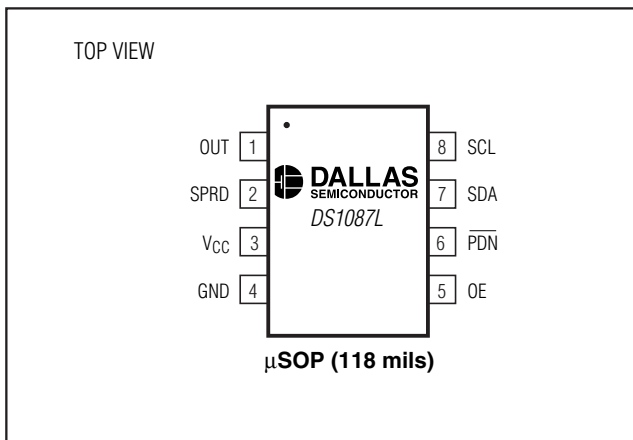 TOP VIEW
OUT 1
SPRD 2
VCC 3
GND 4
DALLAS
SEMICONDUCTOR
DS1087L
8 SCL
7 SDA
6 PDN
5 OE
μSOP (118 mils)